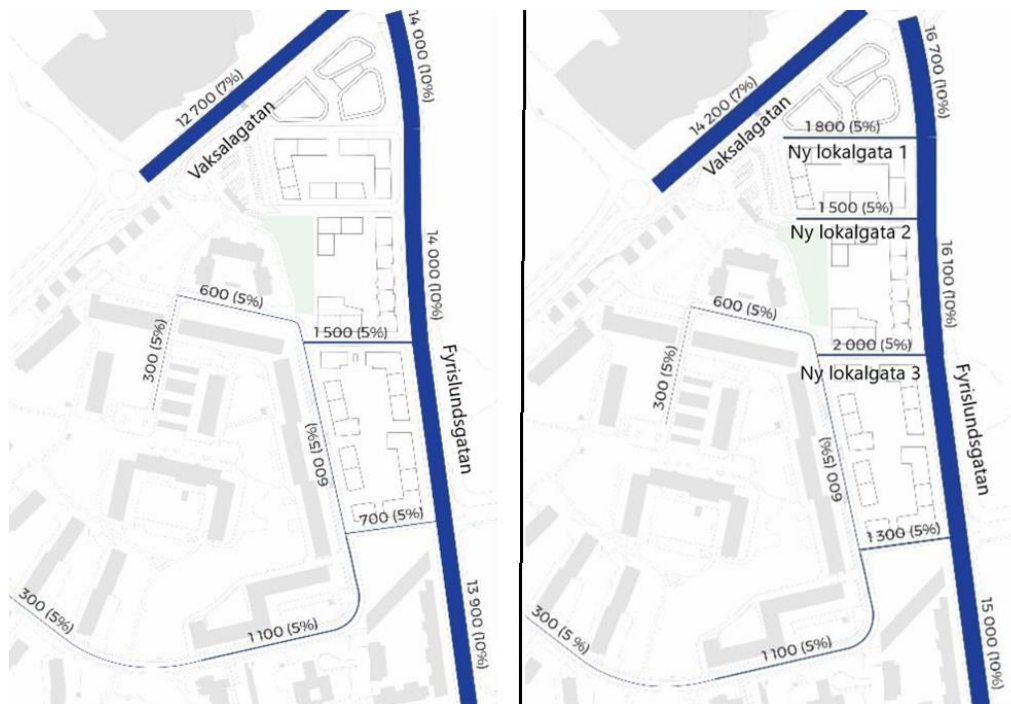 14 000 (10%)
12 700 (7%)
Vaksalagatan
14 000 (10%)
600 (5%)
1 500 (5%)
300 (5%)
Fyrislundsgatan
600 (5%)
700 (5%)
13 900 (10%)
300 (5%)
1 100 (5%)
16 700 (10%)
14 200 (7%)
Vaksalagatan
1 800 (5%)
Ny lokalgata 1
1 500 (5%)
Ny lokalgata 2
16 100 (10%)
600 (5%)
2 000 (5%)
Ny lokalgata 3
300 (5%)
Fyrislundsgatan
600 (5%)
1 300 (5%)
15 000 (10%)
300 (5 %)
1 100 (5%)